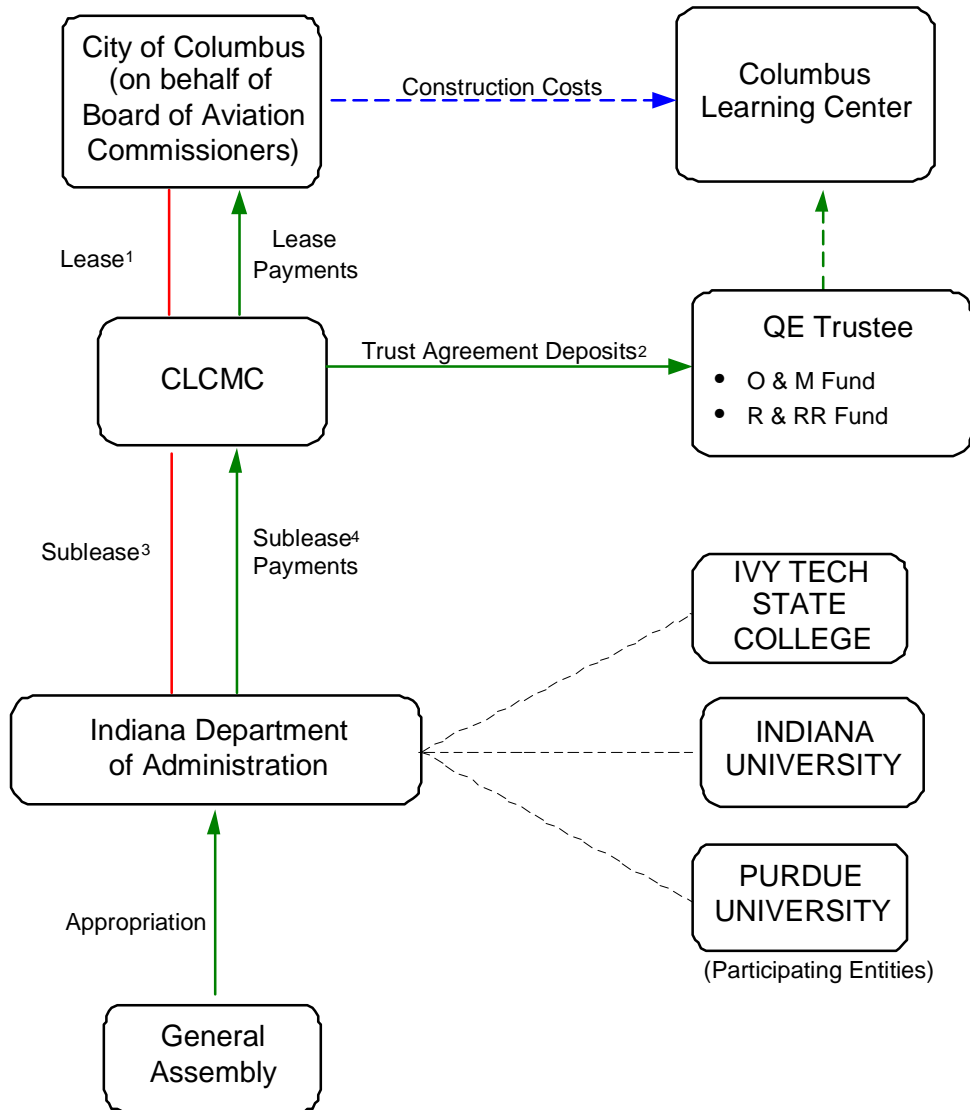 City of Columbus
(on behalf of
Board of Aviation
Commissioners)
Construction Costs
Columbus
Learning Center
Lease¹
Lease
Payments
CLCMC
Trust Agreement Deposits²
QE Trustee
• O & M Fund
• R & RR Fund
Sublease³
Sublease⁴
Payments
IVY TECH
STATE
COLLEGE
Indiana Department
of Administration
INDIANA
UNIVERSITY
PURDUE
UNIVERSITY
(Participating Entities)
Appropriation
General
Assembly